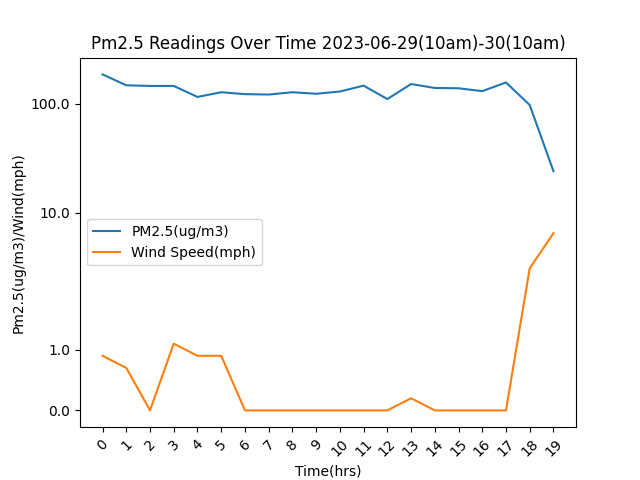 Pm2.5 Readings Over Time 2023-06-29(10am)-30(10am)
Pm2.5(ug/m3)/Wind(mph)
100.0
10.0
1.0
0.0
PM2.5(ug/m3)
Wind Speed(mph)
0 1 2 3 4 5 6 7 8 9 10 11 12 13 14 15 16 17 18 19
Time(hrs)